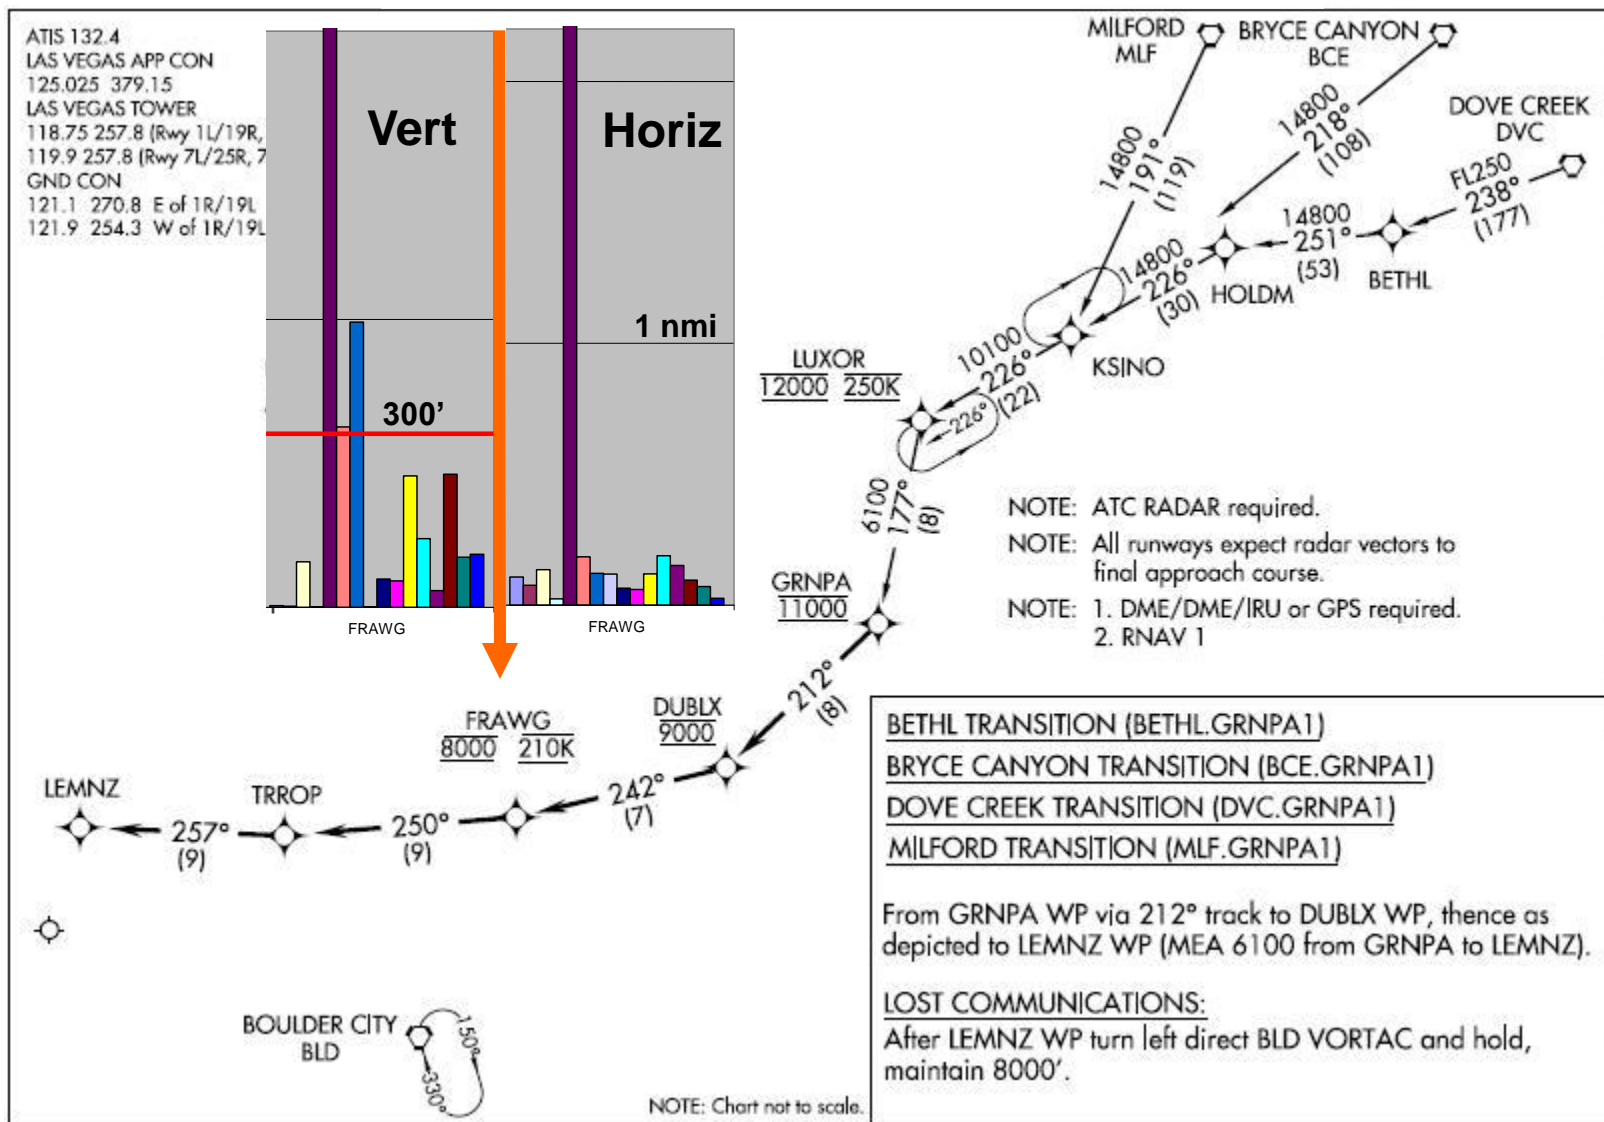 ATIS 132.4
LAS VEGAS APP CON
125.025 379.15
LAS VEGAS TOWER
118.75 257.8 (Rwy 1L/19R,
119.9 257.8 (Rwy 7L/25R, 7
GND CON
121.1 270.8 E of 1R/19L
121.9 254.3 W of 1R/19L
Vert
Horiz
300'
1 nmi
FRAWG
FRAWG
MILFORD
MLF
BRYCE CANYON
BCE
DOVE CREEK
DVC
14800
191°
(119)
14800
218°
(108)
FL250
238°
(177)
14800
251°
(53)
BETHL
HOLDM
14800
226°
(30)
KSINO
10100
226°
(22)
LUXOR
12000 250K
226°
6100
177°
(8)
GRNPA
11000
212°
(8)
DUBLX
9000
242°
(7)
FRAWG
8000 210K
250°
(9)
TRROP
257°
(9)
LEMNZ
NOTE: ATC RADAR required.
NOTE: All runways expect radar vectors to
final approach course.
NOTE: 1. DME/DME/IRU or GPS required.
2. RNAV 1
BETHL TRANSITION (BETHL.GRNPA1)
BRYCE CANYON TRANSITION (BCE.GRNPA1)
DOVE CREEK TRANSITION (DVC.GRNPA1)
MILFORD TRANSITION (MLF.GRNPA1)
From GRNPA WP via 212° track to DUBLX WP, thence as
depicted to LEMNZ WP (MEA 6100 from GRNPA to LEMNZ).
LOST COMMUNICATIONS:
After LEMNZ WP turn left direct BLD VORTAC and hold,
maintain 8000'.
BOULDER CITY
BLD
150°
330°
NOTE: Chart not to scale.